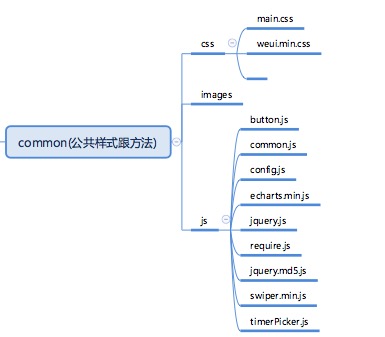 common(公共样式跟方法)
css
main.css
weui.min.css
images
js
button.js
common.js
config.js
echarts.min.js
jquery.js
require.js
jquery.md5.js
swiper.min.js
timerPicker.js